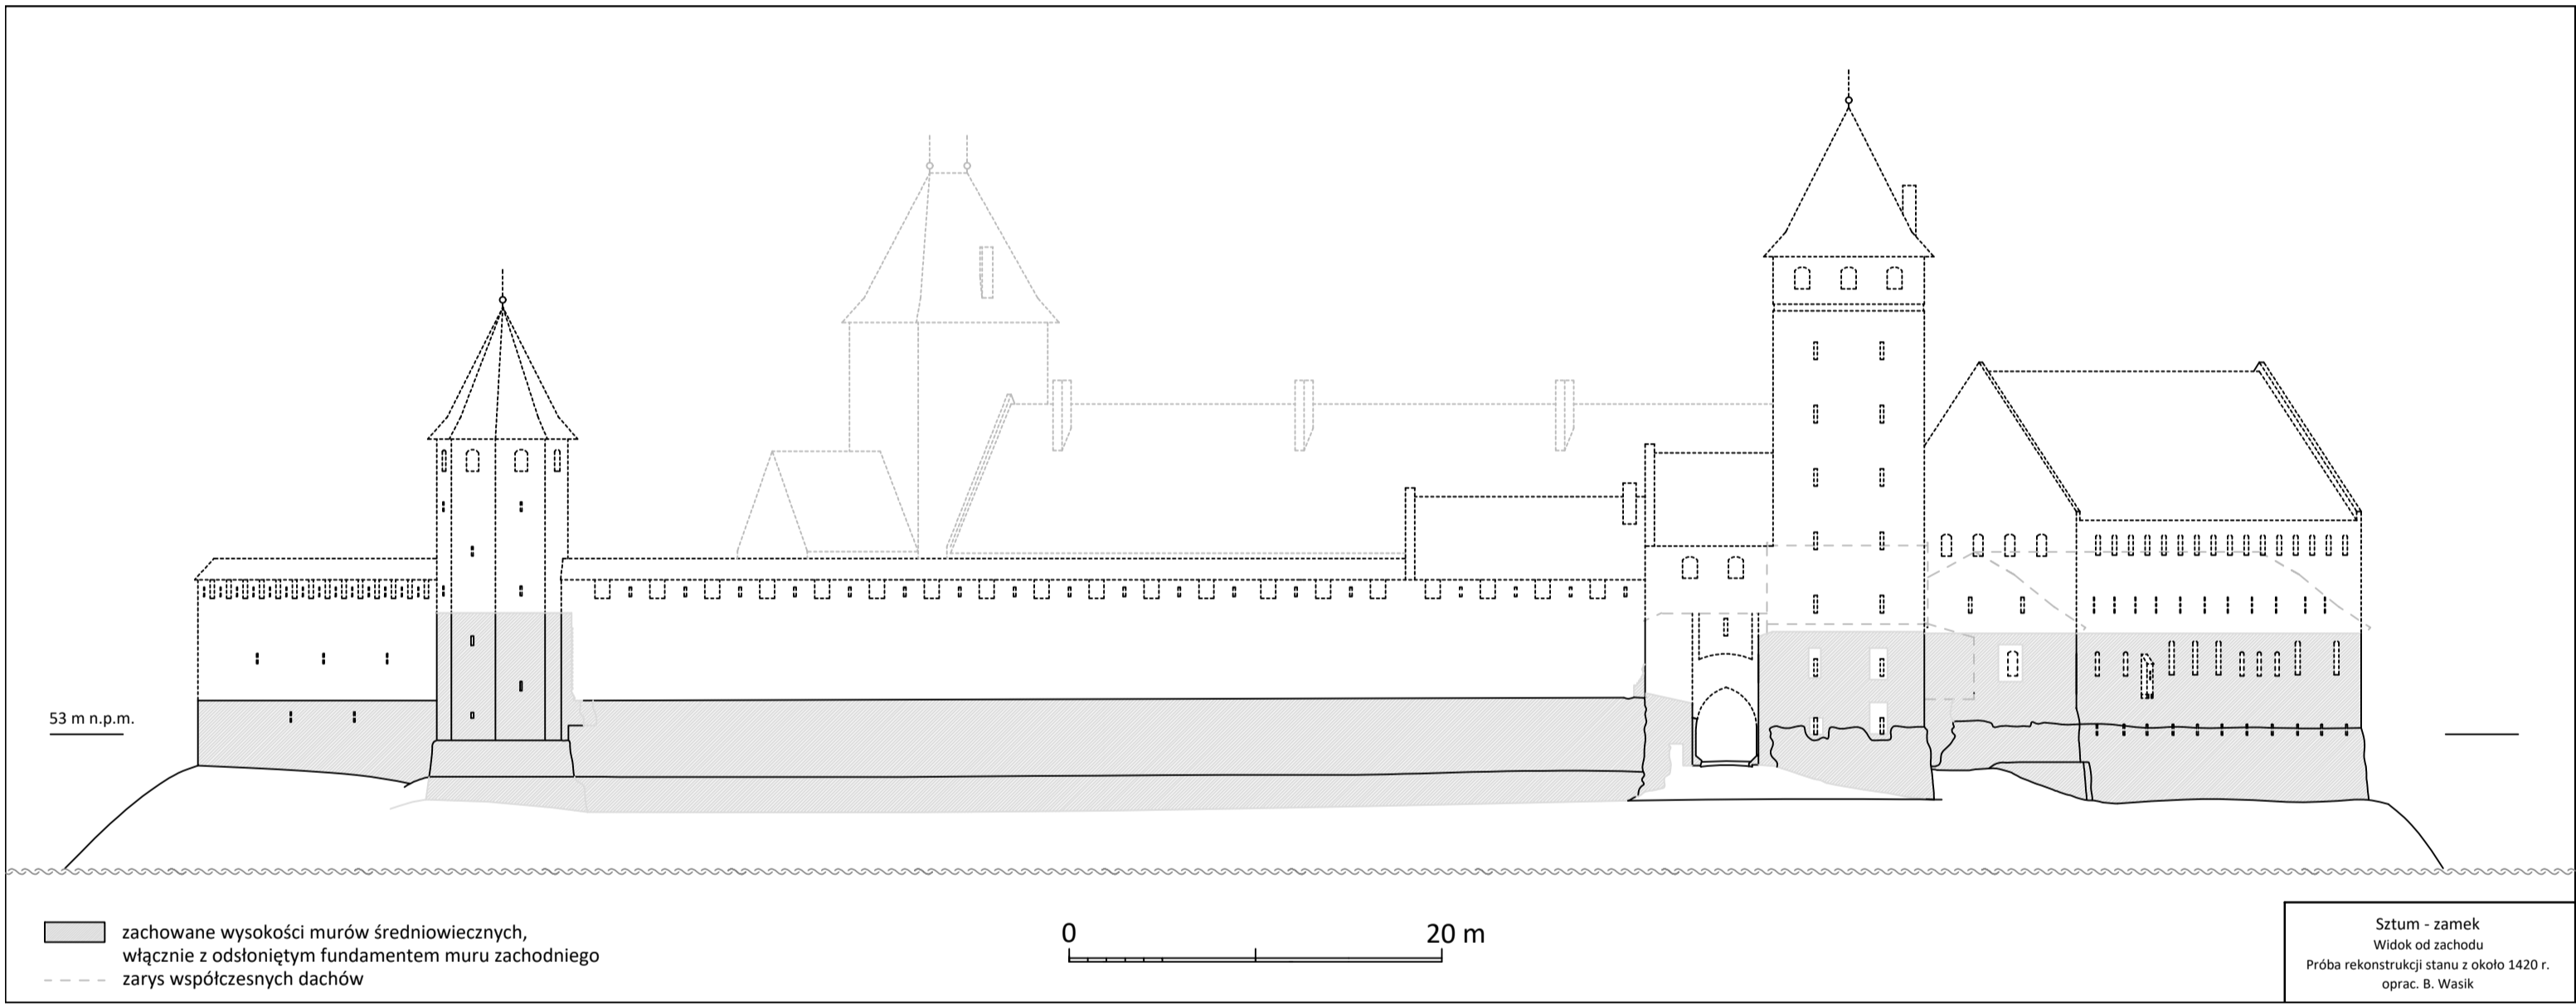 53 m n.p.m.
zachowane wysokości murów średniowiecznych,
włącznie z odsłoniętym fundamentem muru zachodniego
zarys współczesnych dachów
0 20 m
Sztum - zamek
Widok od zachodu
Próba rekonstrukcji stanu z około 1420 r.
oprac. B. Wasik